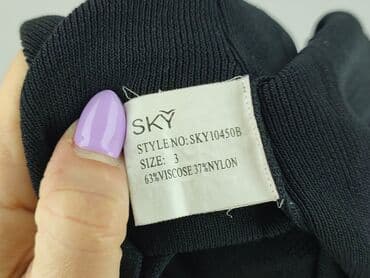 SKY
STYLE NO: SKY10450B
SIZE: 3
63%VISCOSE 37%NYLON